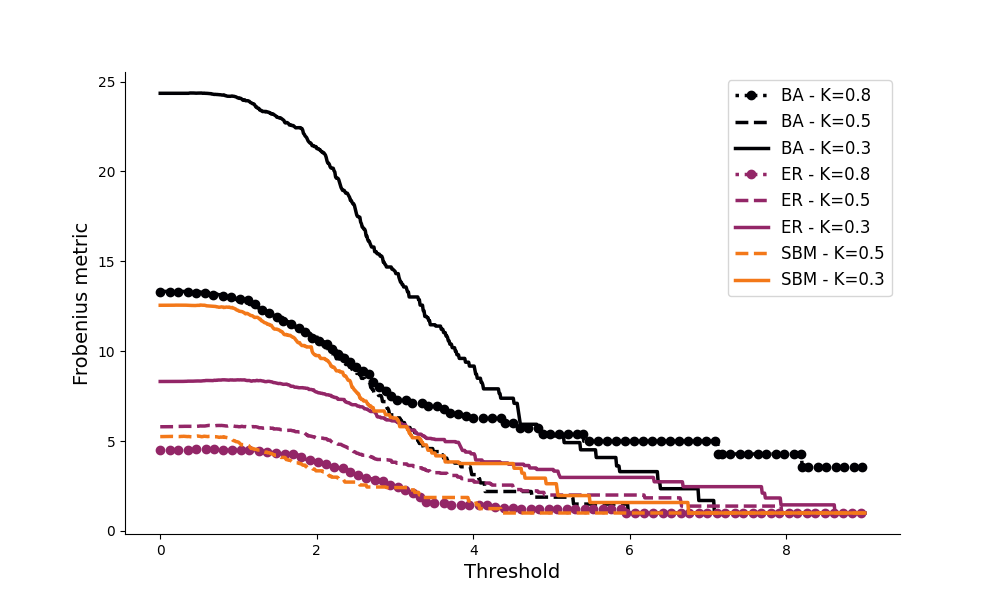 25
20
15
10
5
0
Frobenius metric
0 2 4 6 8
Threshold
BA - K=0.8
BA - K=0.5
BA - K=0.3
ER - K=0.8
ER - K=0.5
ER - K=0.3
SBM - K=0.5
SBM - K=0.3